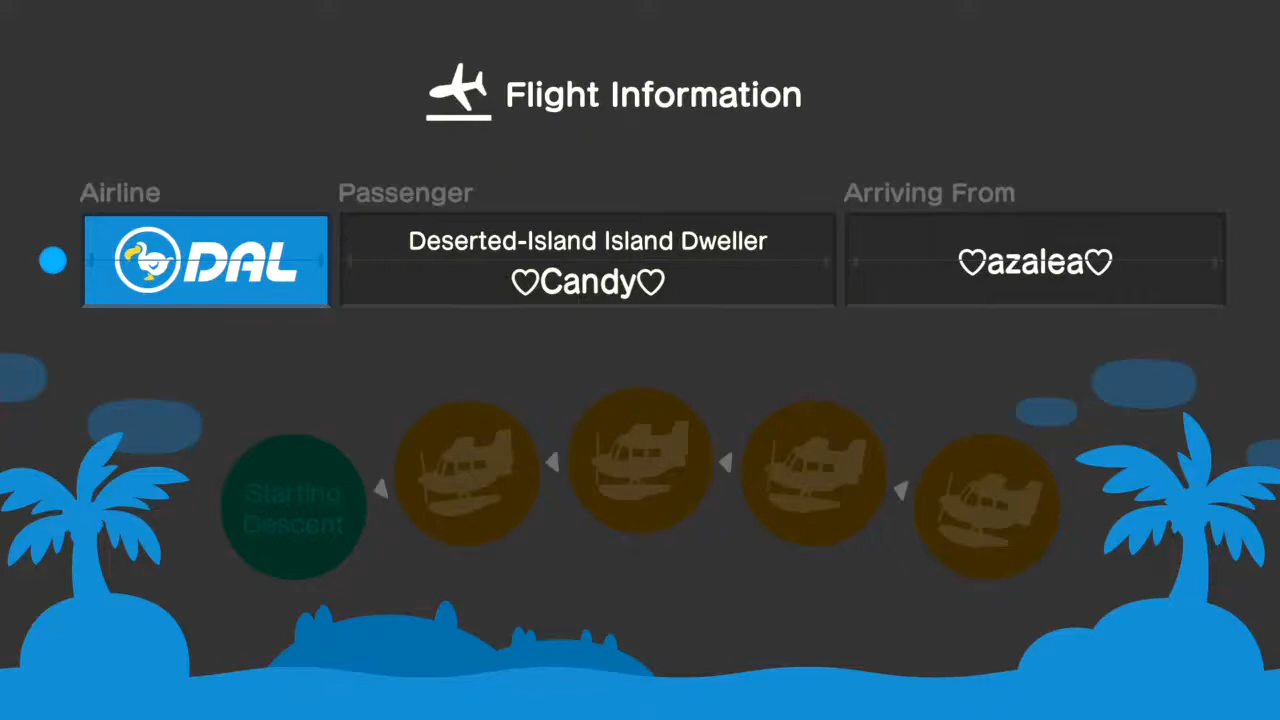 Flight Information
Airline
Passenger
Arriving From
DAL
Deserted-Island Island Dweller
♡Candy♡
♡azalea♡
Starting
Descent